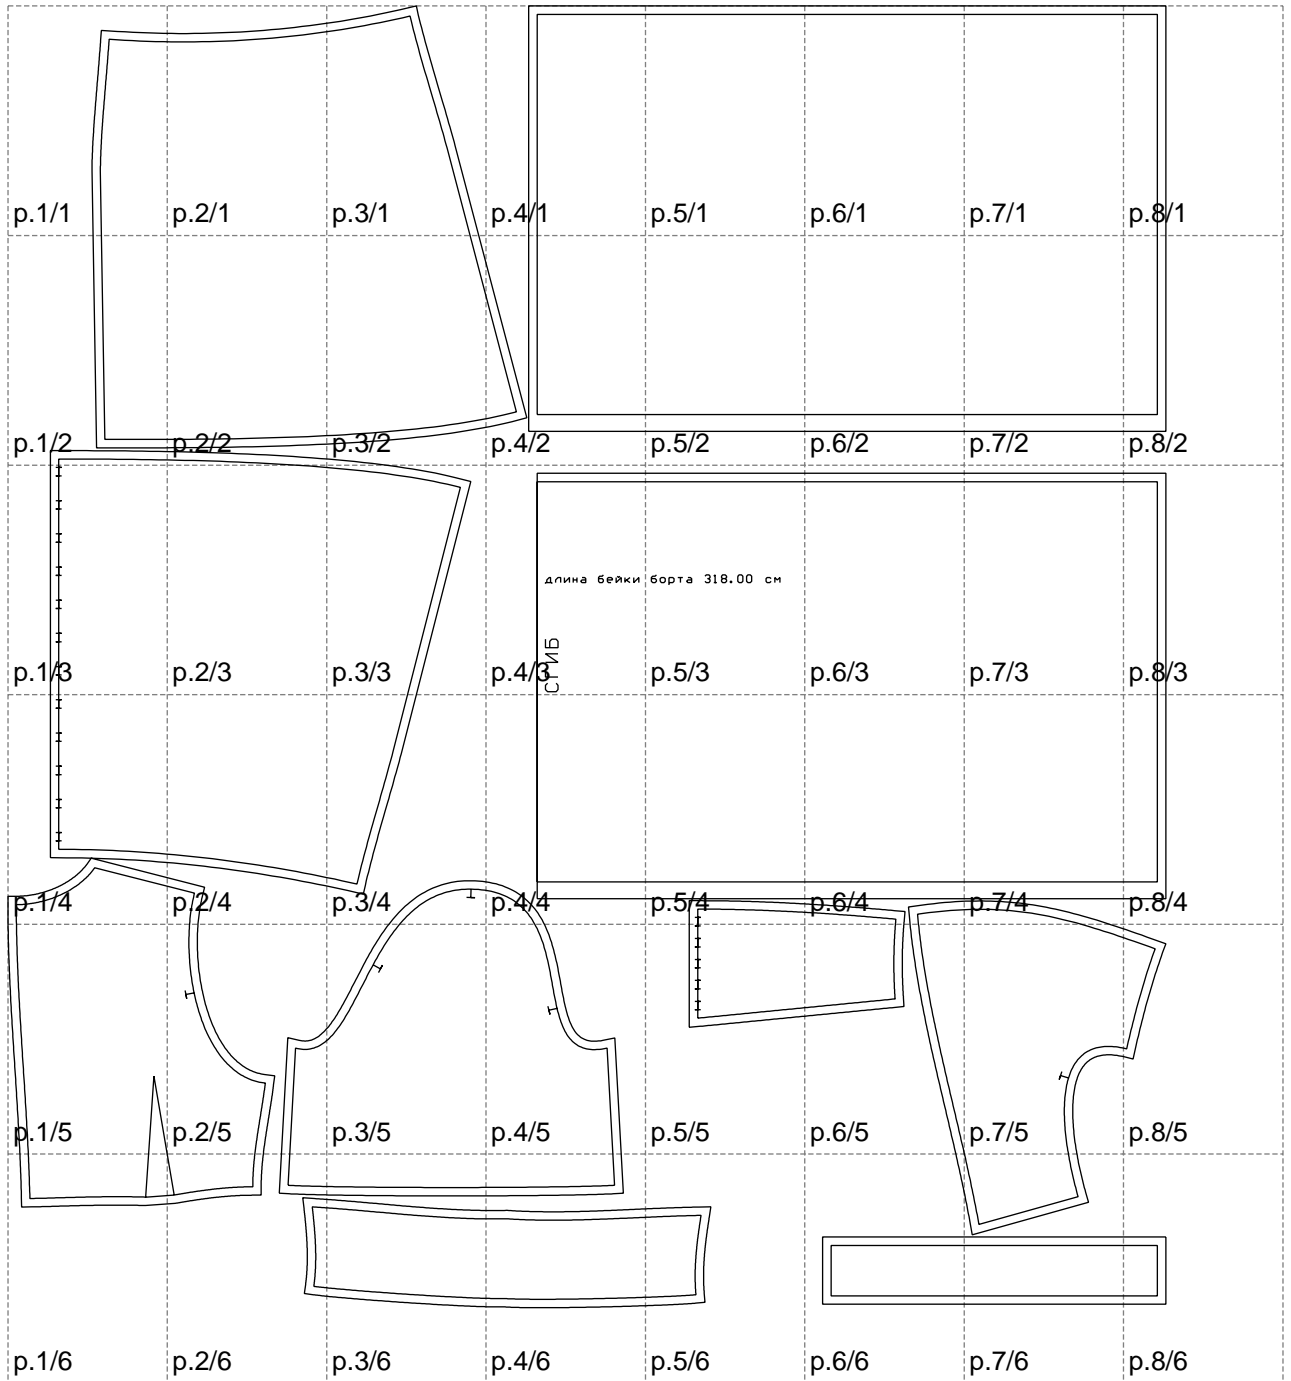 p.1/1 p.2/1 p.3/1 p.4/1 p.5/1 p.6/1 p.7/1 p.8/1
p.1/2 p.2/2 p.3/2 p.4/2 p.5/2 p.6/2 p.7/2 p.8/2
длина бейки борта 318.00 см
СГИБ
p.1/3 p.2/3 p.3/3 p.4/3 p.5/3 p.6/3 p.7/3 p.8/3
p.1/4 p.2/4 p.3/4 p.4/4 p.5/4 p.6/4 p.7/4 p.8/4
p.1/5 p.2/5 p.3/5 p.4/5 p.5/5 p.6/5 p.7/5 p.8/5
p.1/6 p.2/6 p.3/6 p.4/6 p.5/6 p.6/6 p.7/6 p.8/6